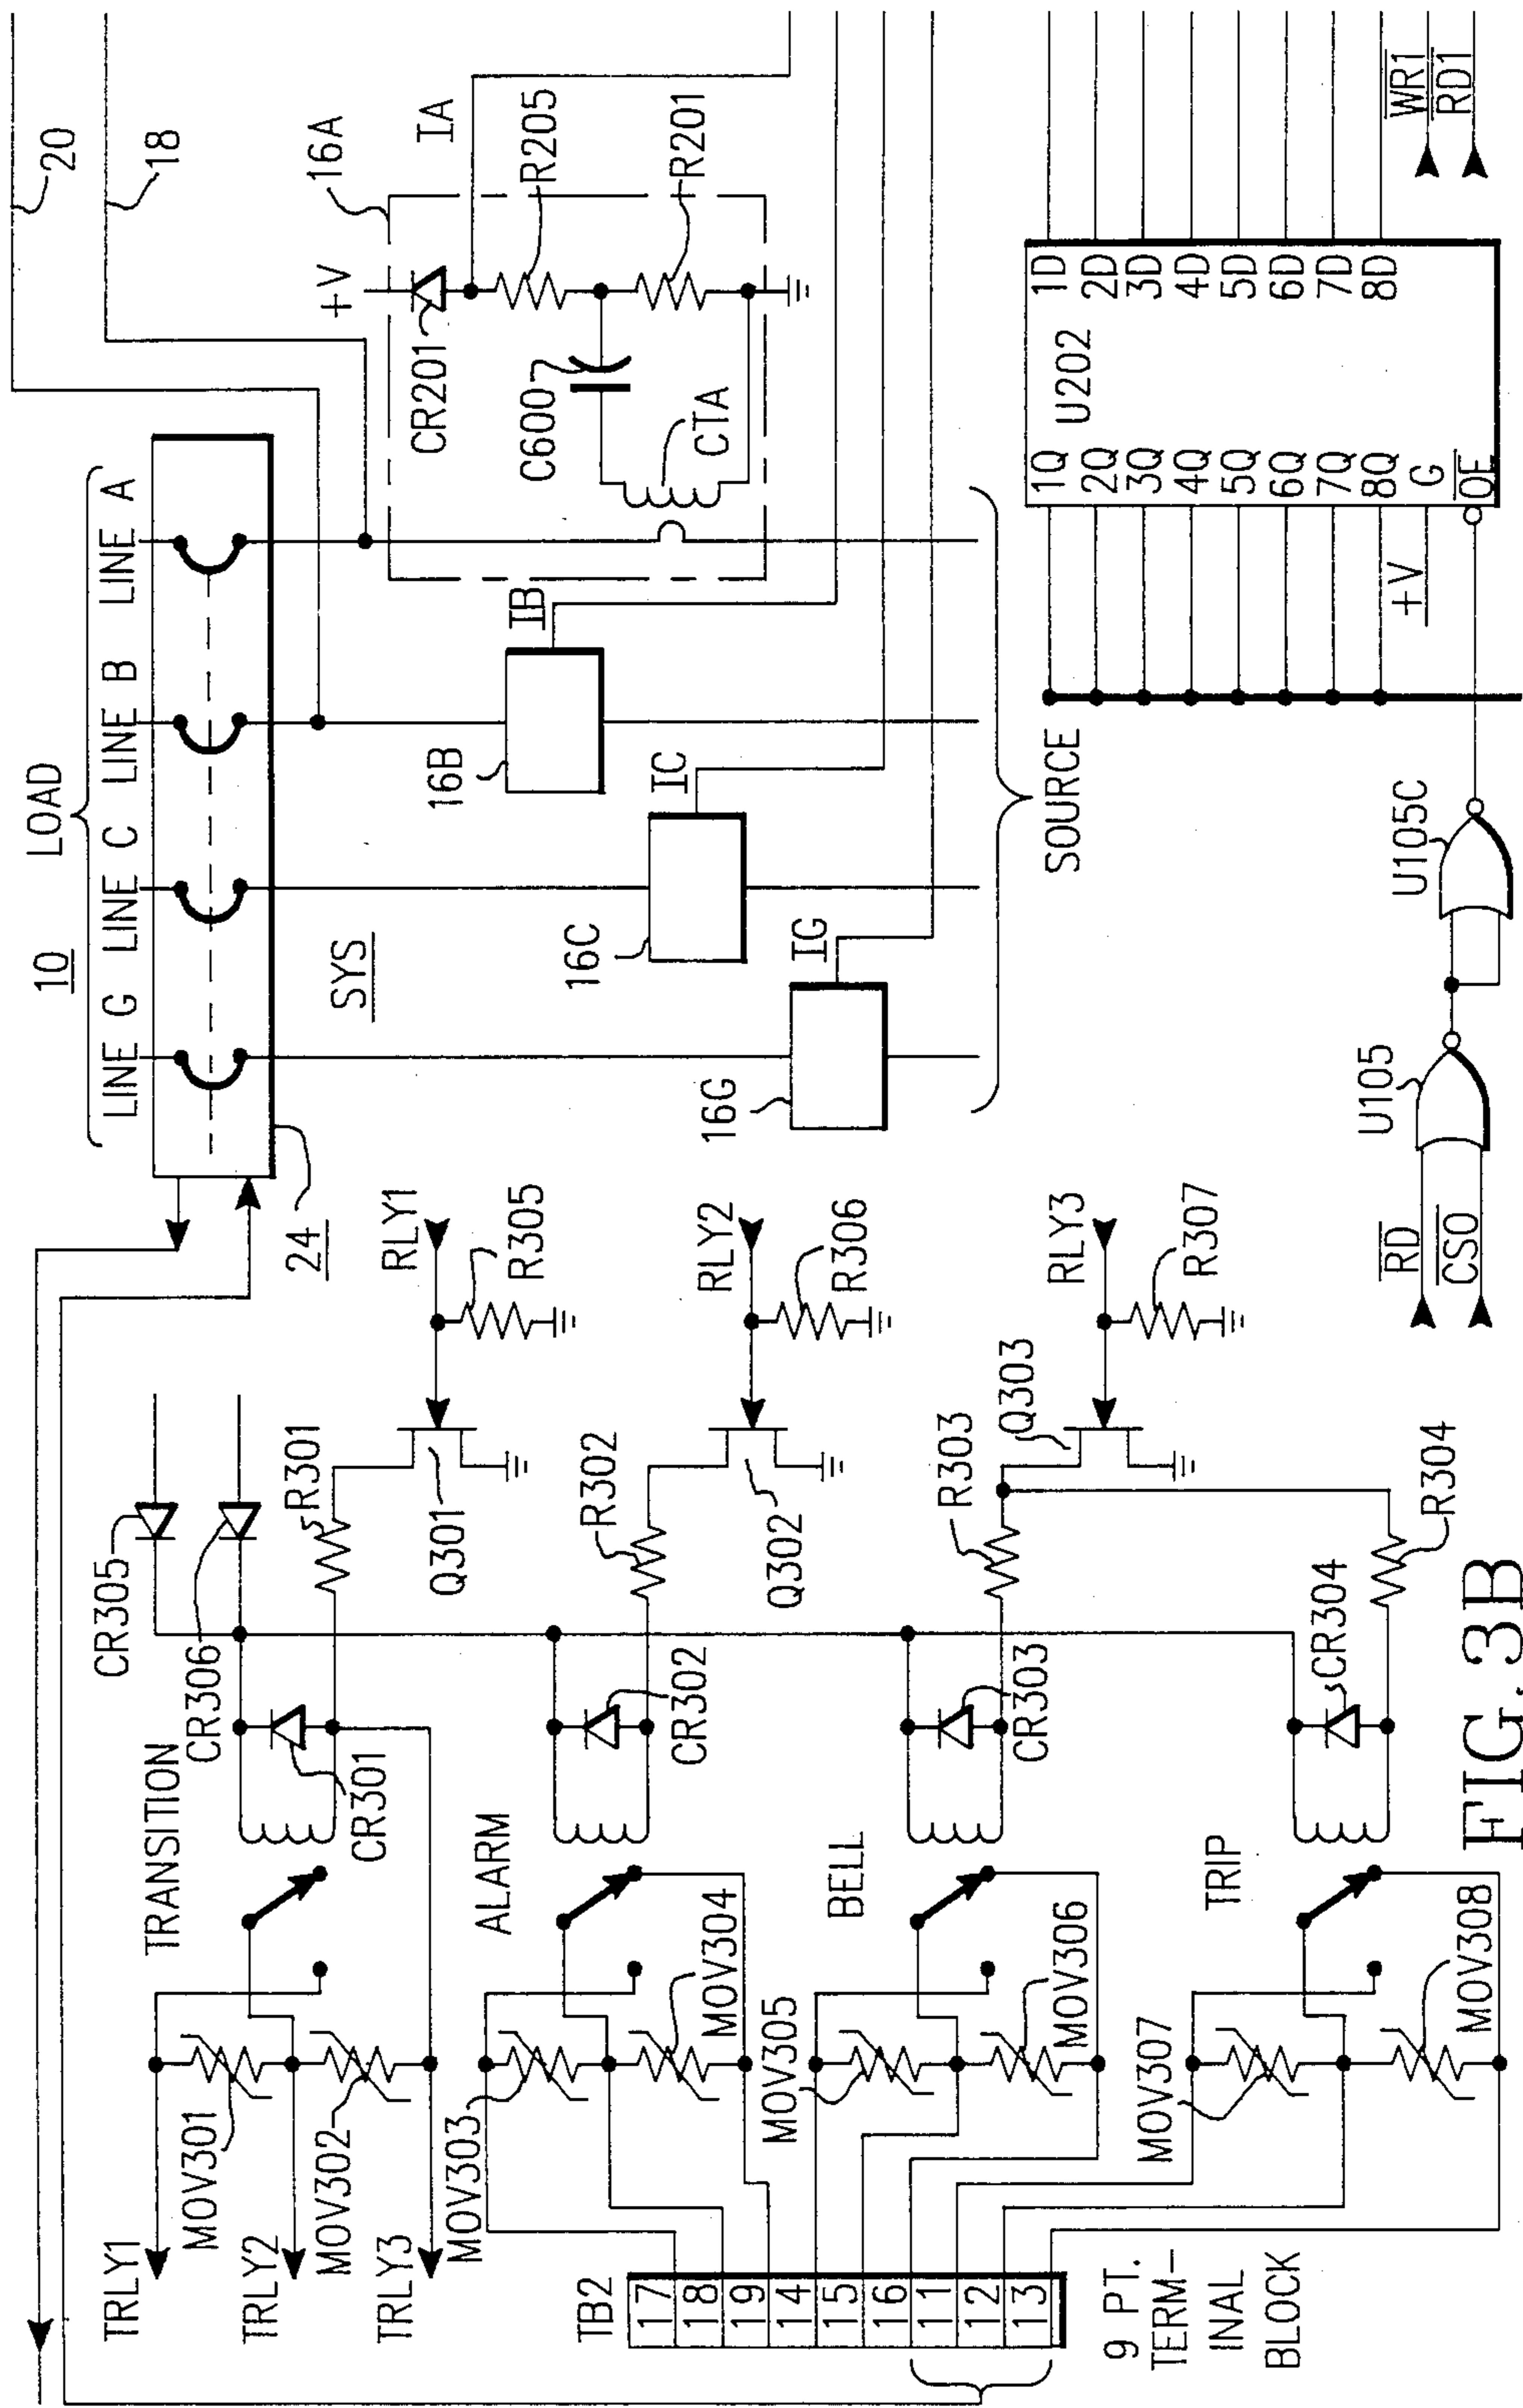 20
18
10
LOAD
LINE G
LINE C
LINE B
LINE A
24
SYS
16A
+V
IA
CR201
R205
C600
R201
CTA
16B
IB
16C
IC
16G
IG
SOURCE
CR305
CR306
TRANSITION
CR301
R301
Q301
RLY1
R305
TRLY1
MOV301
TRLY2
MOV302
TRLY3
ALARM
CR302
R302
Q302
RLY2
R306
MOV303
MOV304
BELL
CR303
R303
Q303
RLY3
R307
MOV305
MOV306
TRIP
CR304
R304
MOV307
MOV308
TB2
17
18
19
14
15
16
11
12
13
9 PT.
TERM-
INAL
BLOCK
RD
CSO
U105
U105C
U202
1Q 1D
2Q 2D
3Q 3D
4Q 4D
5Q 5D
6Q 6D
7Q 7D
8Q 8D
G
OE
+V
WR1
RD1
FIG. 3B